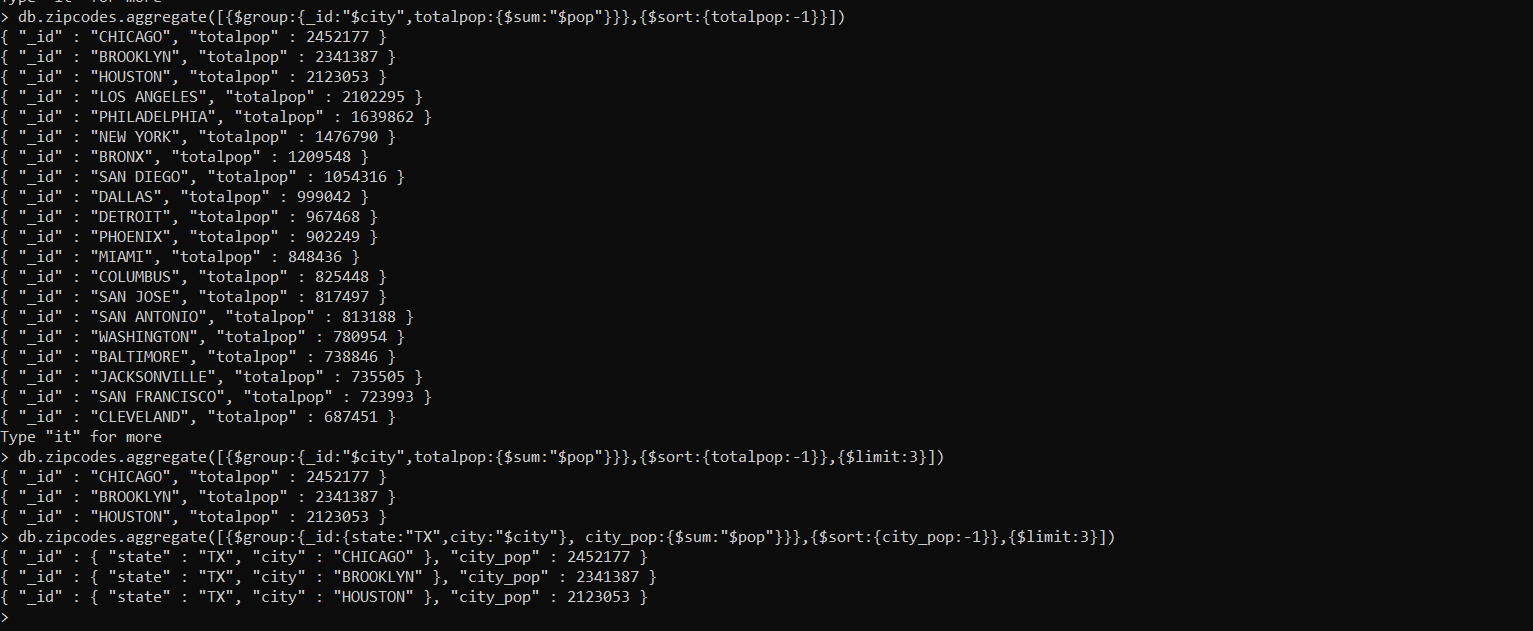 Type "it" for more
> db.zipcodes.aggregate([{$group:{_id:"$city",totalpop:{$sum:"$pop"}}},{$sort:{totalpop:-1}}])
{ "_id" : "CHICAGO", "totalpop" : 2452177 }
{ "_id" : "BROOKLYN", "totalpop" : 2341387 }
{ "_id" : "HOUSTON", "totalpop" : 2123053 }
{ "_id" : "LOS ANGELES", "totalpop" : 2102295 }
{ "_id" : "PHILADELPHIA", "totalpop" : 1639862 }
{ "_id" : "NEW YORK", "totalpop" : 1476790 }
{ "_id" : "BRONX", "totalpop" : 1209548 }
{ "_id" : "SAN DIEGO", "totalpop" : 1054316 }
{ "_id" : "DALLAS", "totalpop" : 999042 }
{ "_id" : "DETROIT", "totalpop" : 967468 }
{ "_id" : "PHOENIX", "totalpop" : 902249 }
{ "_id" : "MIAMI", "totalpop" : 848436 }
{ "_id" : "COLUMBUS", "totalpop" : 825448 }
{ "_id" : "SAN JOSE", "totalpop" : 817497 }
{ "_id" : "SAN ANTONIO", "totalpop" : 813188 }
{ "_id" : "WASHINGTON", "totalpop" : 780954 }
{ "_id" : "BALTIMORE", "totalpop" : 738846 }
{ "_id" : "JACKSONVILLE", "totalpop" : 735505 }
{ "_id" : "SAN FRANCISCO", "totalpop" : 723993 }
{ "_id" : "CLEVELAND", "totalpop" : 687451 }
Type "it" for more
> db.zipcodes.aggregate([{$group:{_id:"$city",totalpop:{$sum:"$pop"}}},{$sort:{totalpop:-1}},{$limit:3}])
{ "_id" : "CHICAGO", "totalpop" : 2452177 }
{ "_id" : "BROOKLYN", "totalpop" : 2341387 }
{ "_id" : "HOUSTON", "totalpop" : 2123053 }
> db.zipcodes.aggregate([{$group:{_id:{state:"TX",city:"$city"}, city_pop:{$sum:"$pop"}}},{$sort:{city_pop:-1}},{$limit:3}])
{ "_id" : { "state" : "TX", "city" : "CHICAGO" }, "city_pop" : 2452177 }
{ "_id" : { "state" : "TX", "city" : "BROOKLYN" }, "city_pop" : 2341387 }
{ "_id" : { "state" : "TX", "city" : "HOUSTON" }, "city_pop" : 2123053 }
>